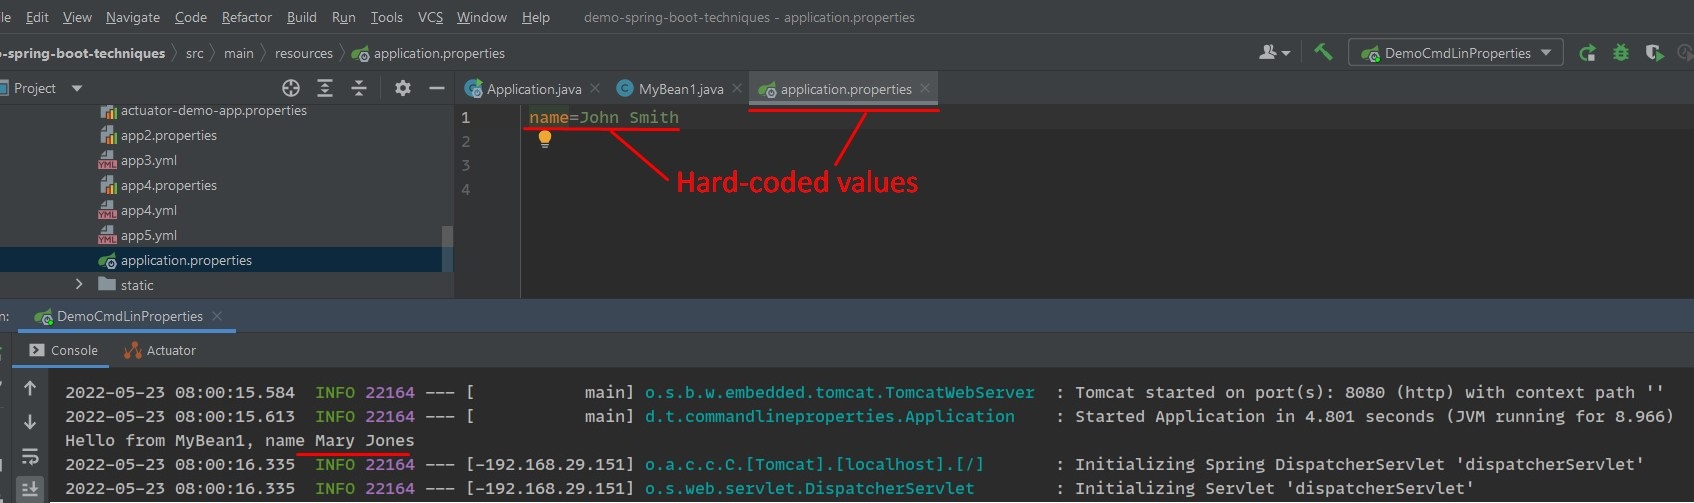 le Edit View Navigate Code Refactor Build Run Tools VCS Window Help demo-spring-boot-techniques - application.properties
o-spring-boot-techniques src main resources application.properties DemoCmdLinProperties
Project Application.java MyBean1.java application.properties
actuator-demo-app.properties
app2.properties
app3.yml
app4.properties
app4.yml
app5.yml
application.properties
static
1 name=John Smith
2
3
4
Hard-coded values
n: DemoCmdLinProperties
Console Actuator
2022-05-23 08:00:15.584 INFO 22164 --- [ main] o.s.b.w.embedded.tomcat.TomcatWebServer : Tomcat started on port(s): 8080 (http) with context path ''
2022-05-23 08:00:15.613 INFO 22164 --- [ main] d.t.commandlineproperties.Application : Started Application in 4.801 seconds (JVM running for 8.966)
Hello from MyBean1, name Mary Jones
2022-05-23 08:00:16.335 INFO 22164 --- [-192.168.29.151] o.a.c.c.C.[Tomcat].[localhost].[/] : Initializing Spring DispatcherServlet 'dispatcherServlet'
2022-05-23 08:00:16.335 INFO 22164 --- [-192.168.29.151] o.s.web.servlet.DispatcherServlet : Initializing Servlet 'dispatcherServlet'